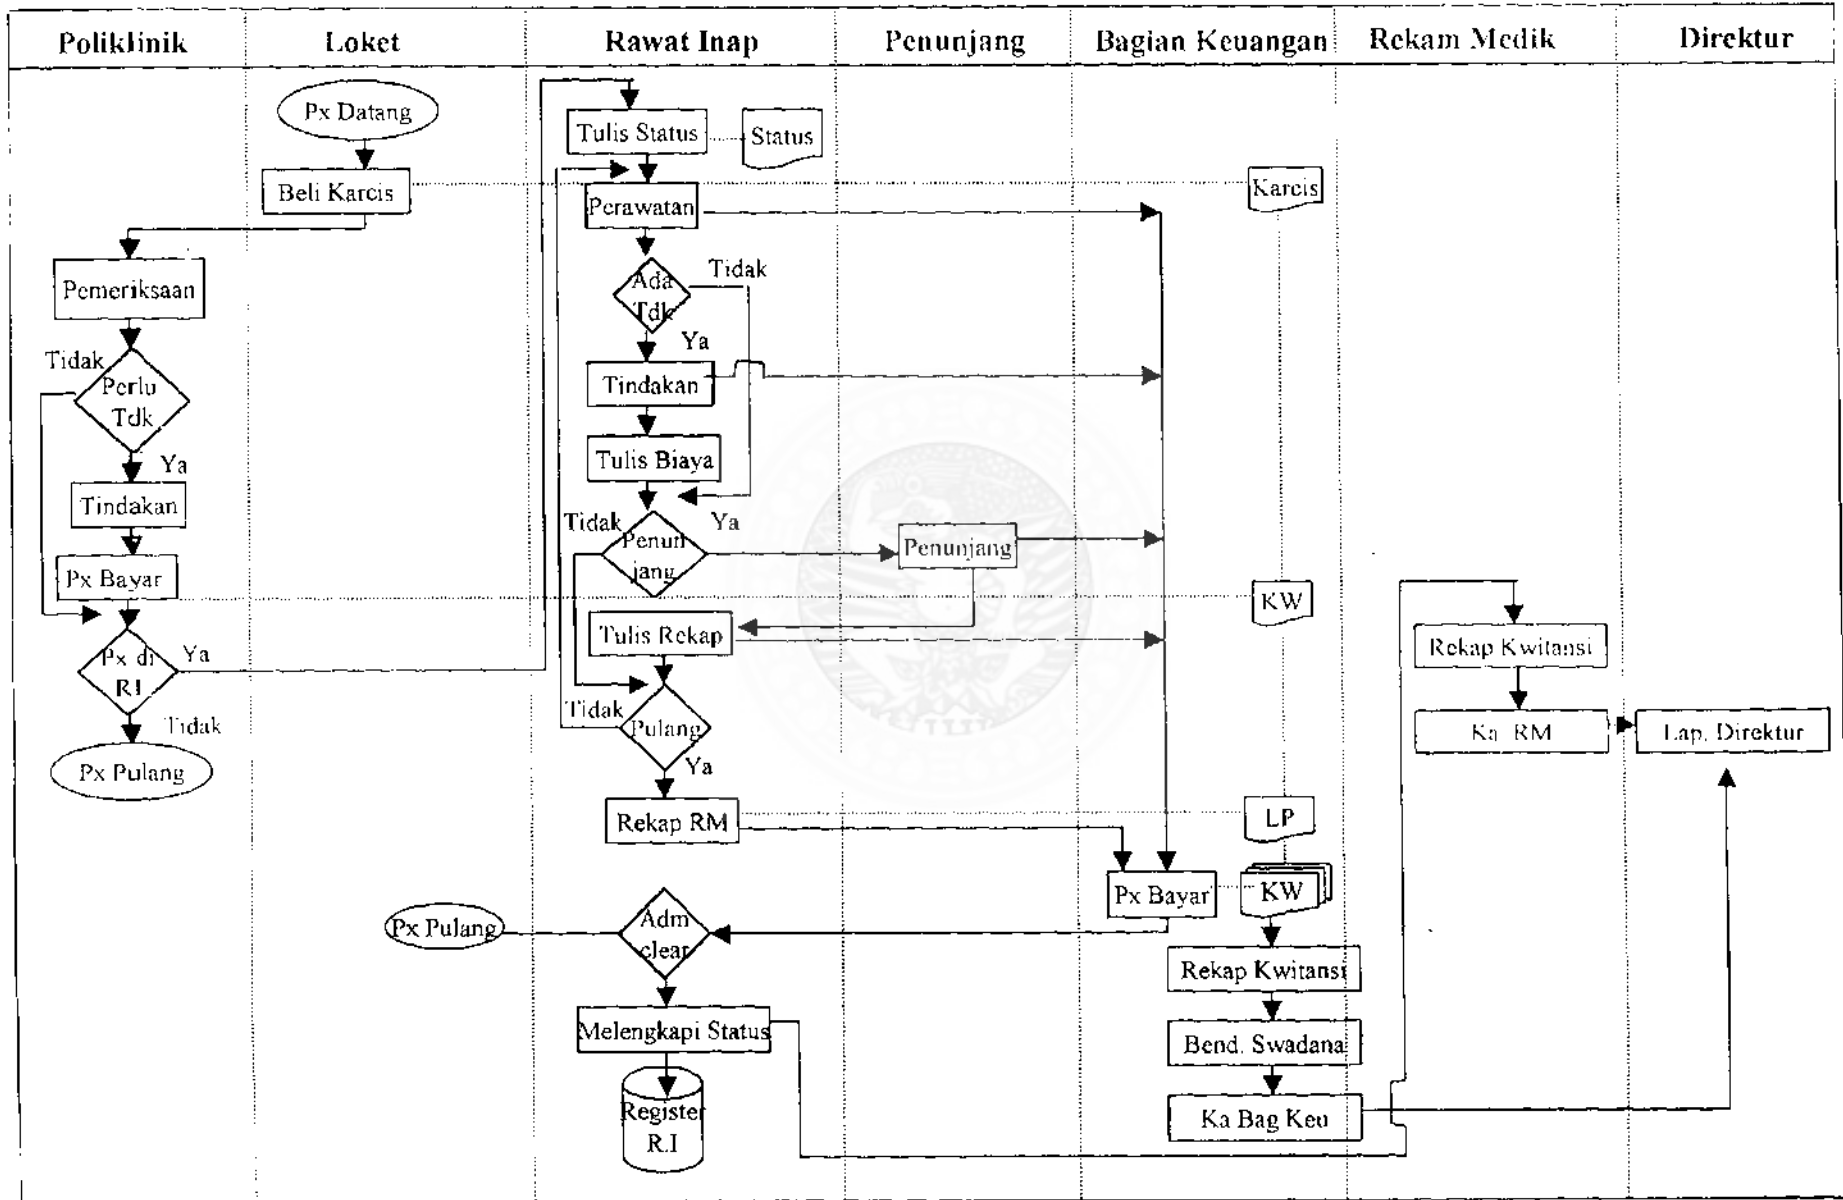 Poliklinik
Loket
Rawat Inap
Penunjang
Bagian Keuangan
Rekam Medik
Direktur
Px Datang
Beli Karcis
Pemeriksaan
Tidak
Perlu
Tdk
Ya
Tindakan
Px Bayar
Px di
RI
Ya
Tidak
Px Pulang
Tulis Status
Status
Perawatan
Ada
Tdk
Tidak
Ya
Tindakan
Tulis Biaya
Tidak
Ya
Penun
jang
Penunjang
Tulis Rekap
Tidak
Pulang
Ya
Rekap RM
Px Pulang
Adm
clear
Melengkapi Status
Register
R.I
Karcis
KW
LP
Px Bayar
KW
Rekap Kwitansi
Bend. Swadana
Ka Bag Keu
Rekap Kwitansi
Ka RM
Lap. Direktur